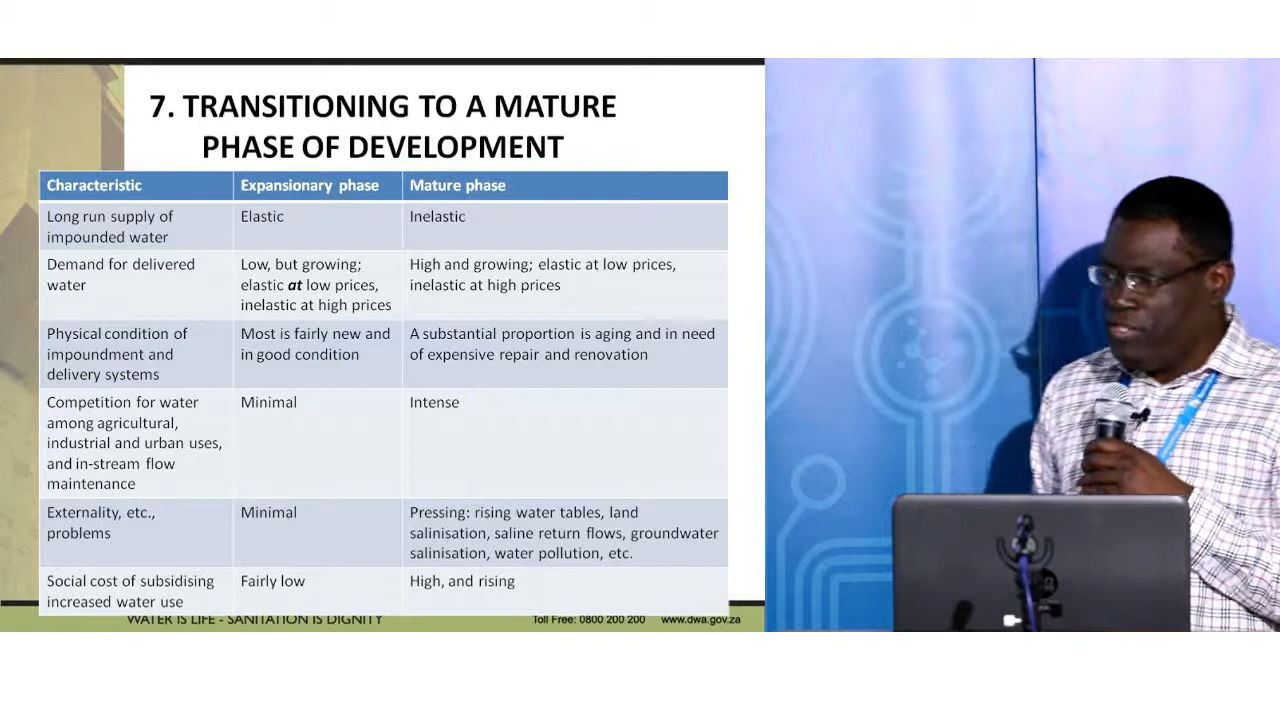 7. TRANSITIONING TO A MATURE
PHASE OF DEVELOPMENT
Characteristic Expansionary phase Mature phase
Long run supply of
impounded water
Elastic
Inelastic
Demand for delivered
water
Low, but growing;
elastic at low prices,
inelastic at high prices
High and growing; elastic at low prices,
inelastic at high prices
Physical condition of
impoundment and
delivery systems
Most is fairly new and
in good condition
A substantial proportion is aging and in need
of expensive repair and renovation
Competition for water
among agricultural,
industrial and urban uses,
and in-stream flow
maintenance
Minimal
Intense
Externality, etc.,
problems
Minimal
Pressing: rising water tables, land
salinisation, saline return flows, groundwater
salinisation, water pollution, etc.
Social cost of subsidising
increased water use
Fairly low
High, and rising
WATER IS LIFE - SANITATION IS DIGNITY
Toll Free: 0800 200 200 www.dwa.gov.za